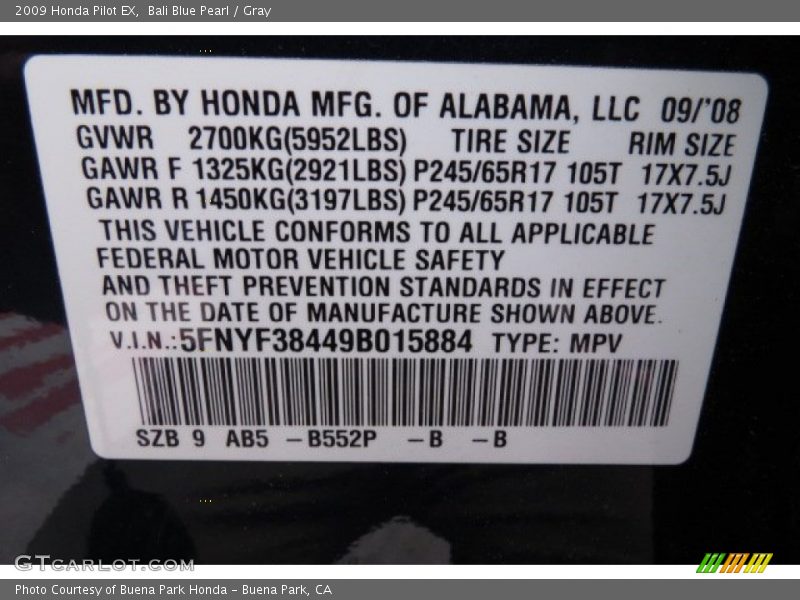 2009 Honda Pilot EX,  Bali Blue Pearl / Gray
MFD. BY HONDA MFG. OF ALABAMA, LLC  09/'08
GVWR  2700KG(5952LBS)  TIRE SIZE  RIM SIZE
GAWR F 1325KG(2921LBS) P245/65R17 105T  17X7.5J
GAWR R 1450KG(3197LBS) P245/65R17 105T  17X7.5J
THIS VEHICLE CONFORMS TO ALL APPLICABLE
FEDERAL MOTOR VEHICLE SAFETY
AND THEFT PREVENTION STANDARDS IN EFFECT
ON THE DATE OF MANUFACTURE SHOWN ABOVE.
V.I.N.:5FNYF38449B015884  TYPE: MPV
SZB 9  AB5  –B552P  –B  –B
GTCARLOT.COM
Photo Courtesy of Buena Park Honda - Buena Park, CA